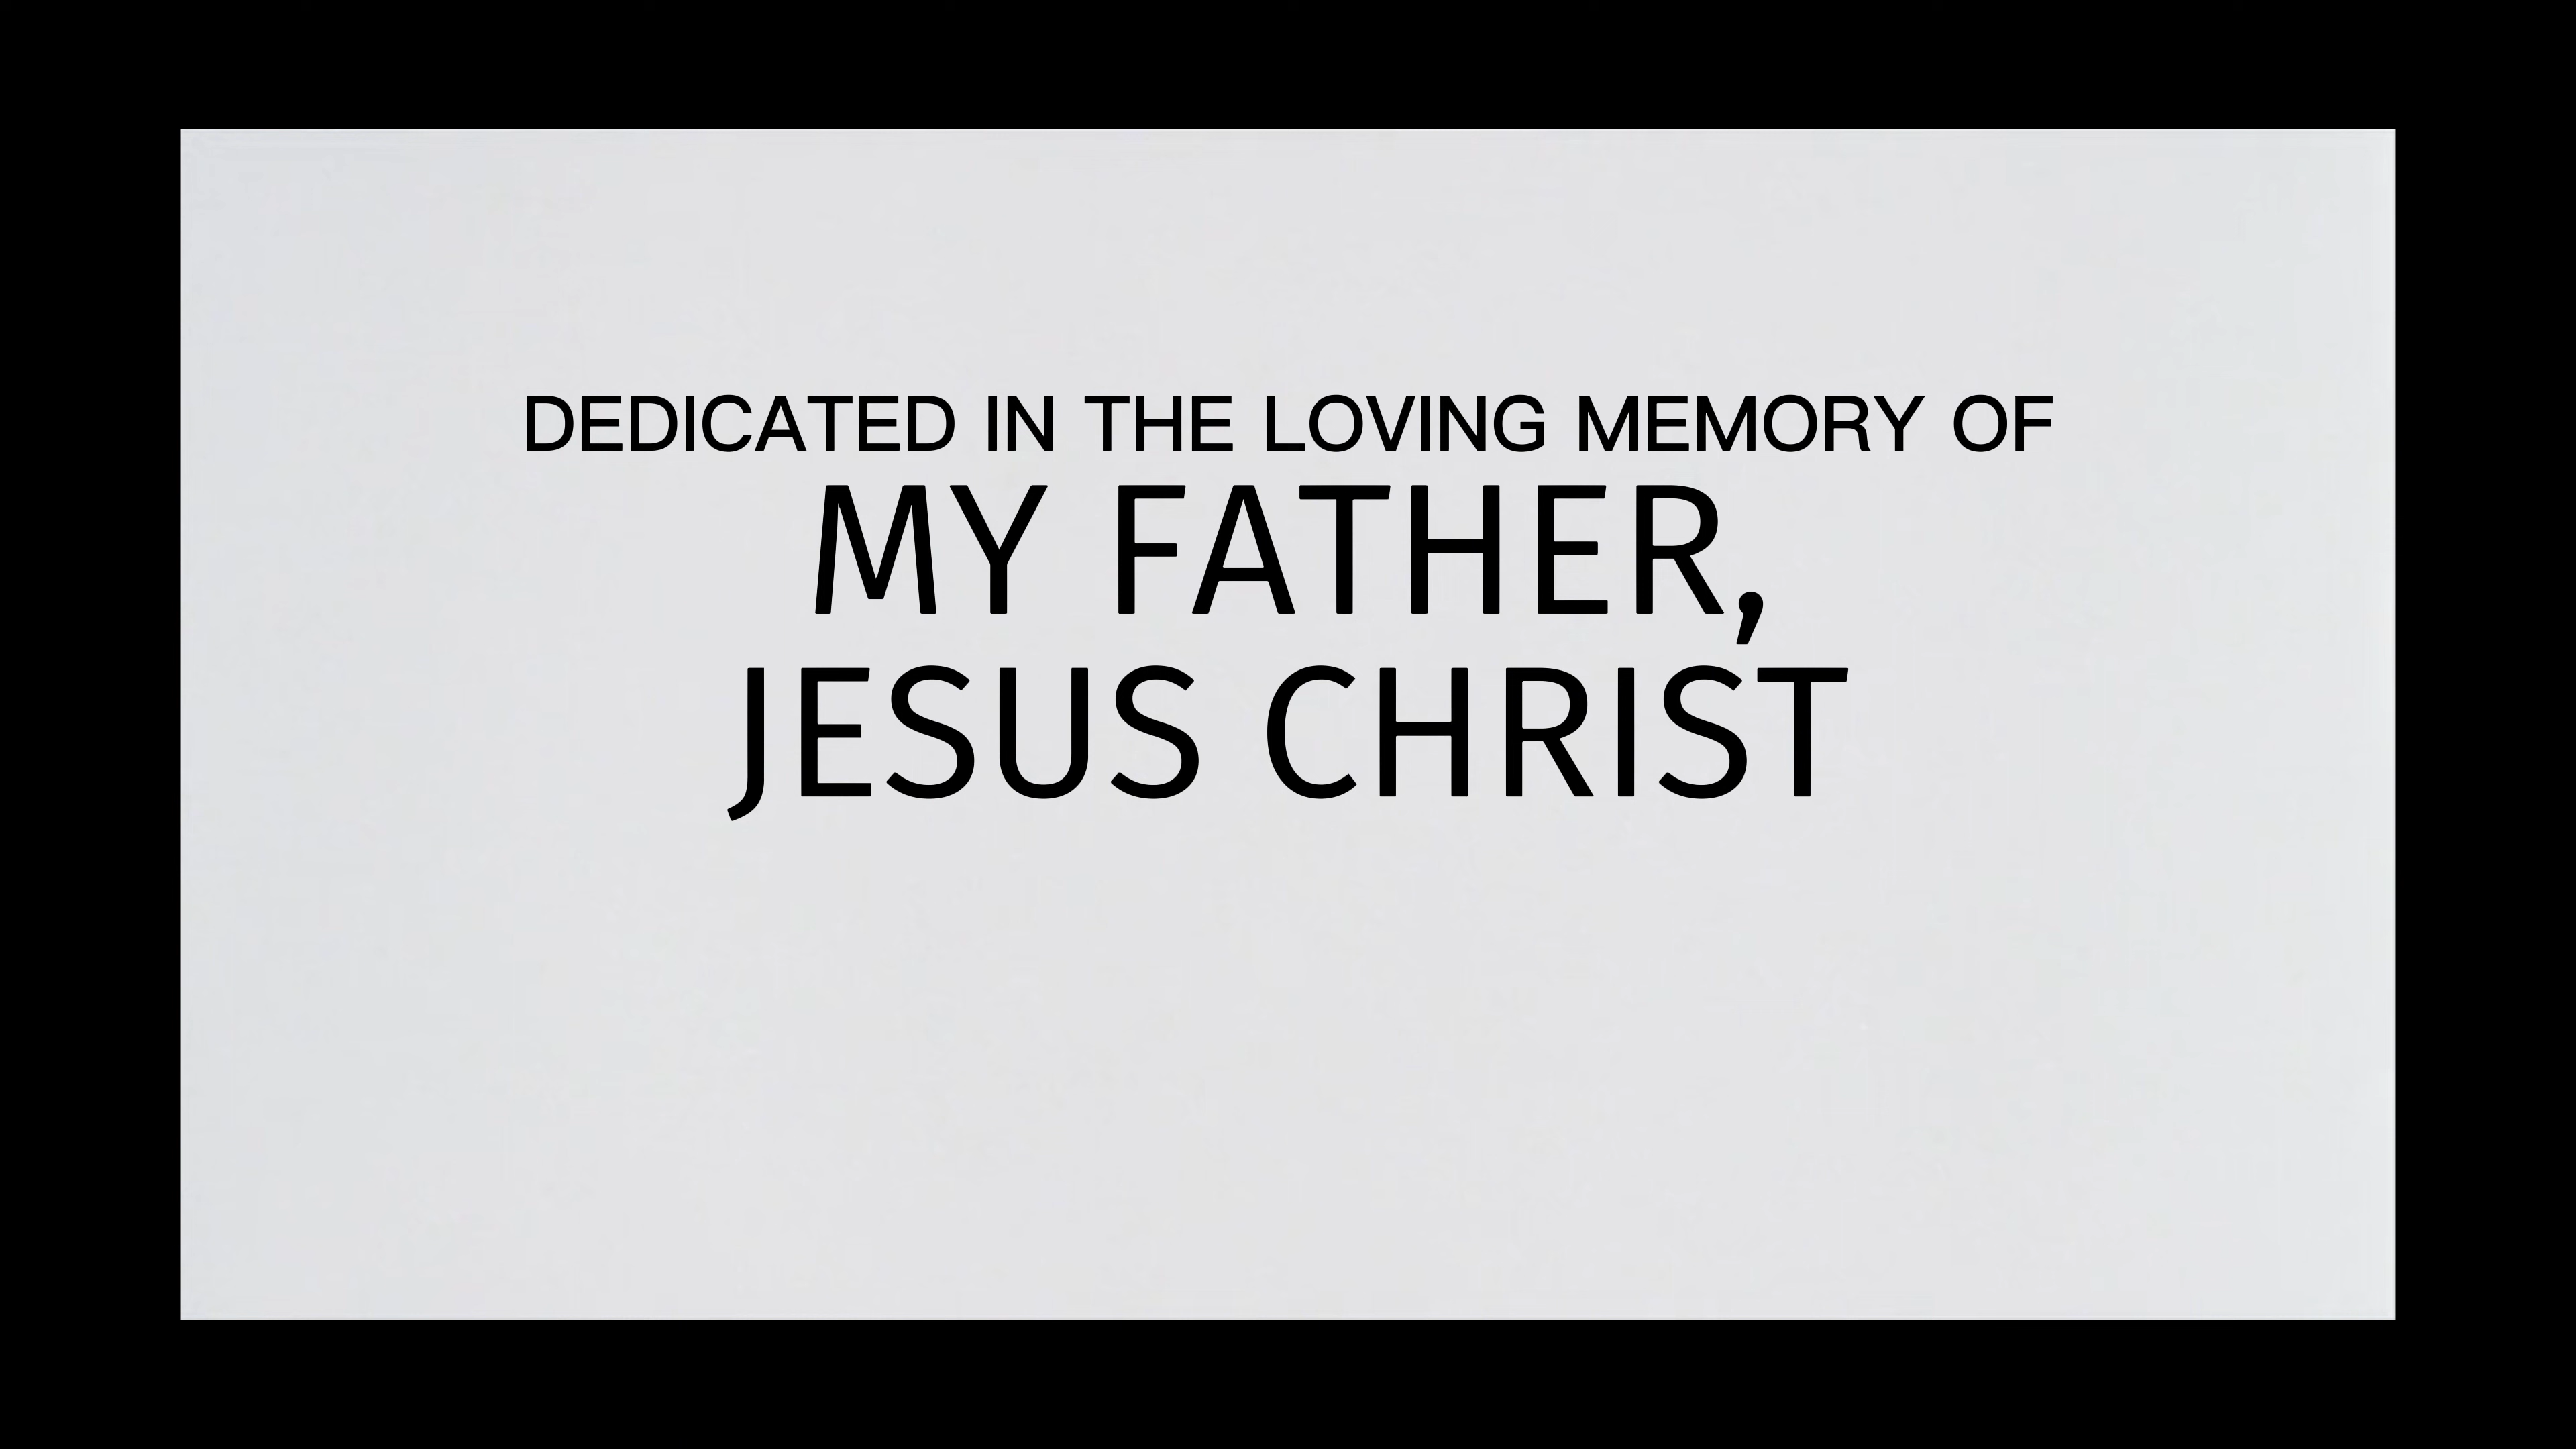 DEDICATED IN THE LOVING MEMORY OF
MY FATHER,
JESUS CHRIST